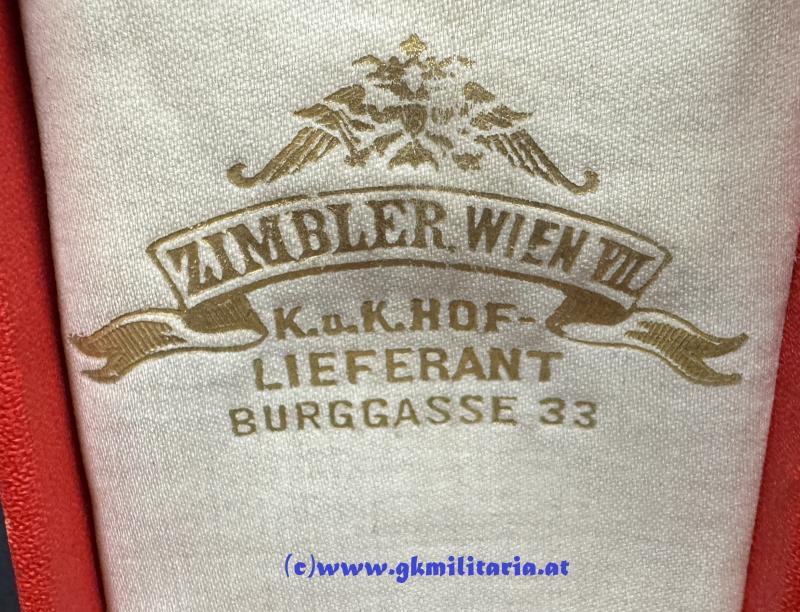 ZIMBLER, WIEN VII.
K.u.K.HOF-
LIEFERANT
BURGGASSE 33
(c)www.gkmilitaria.at